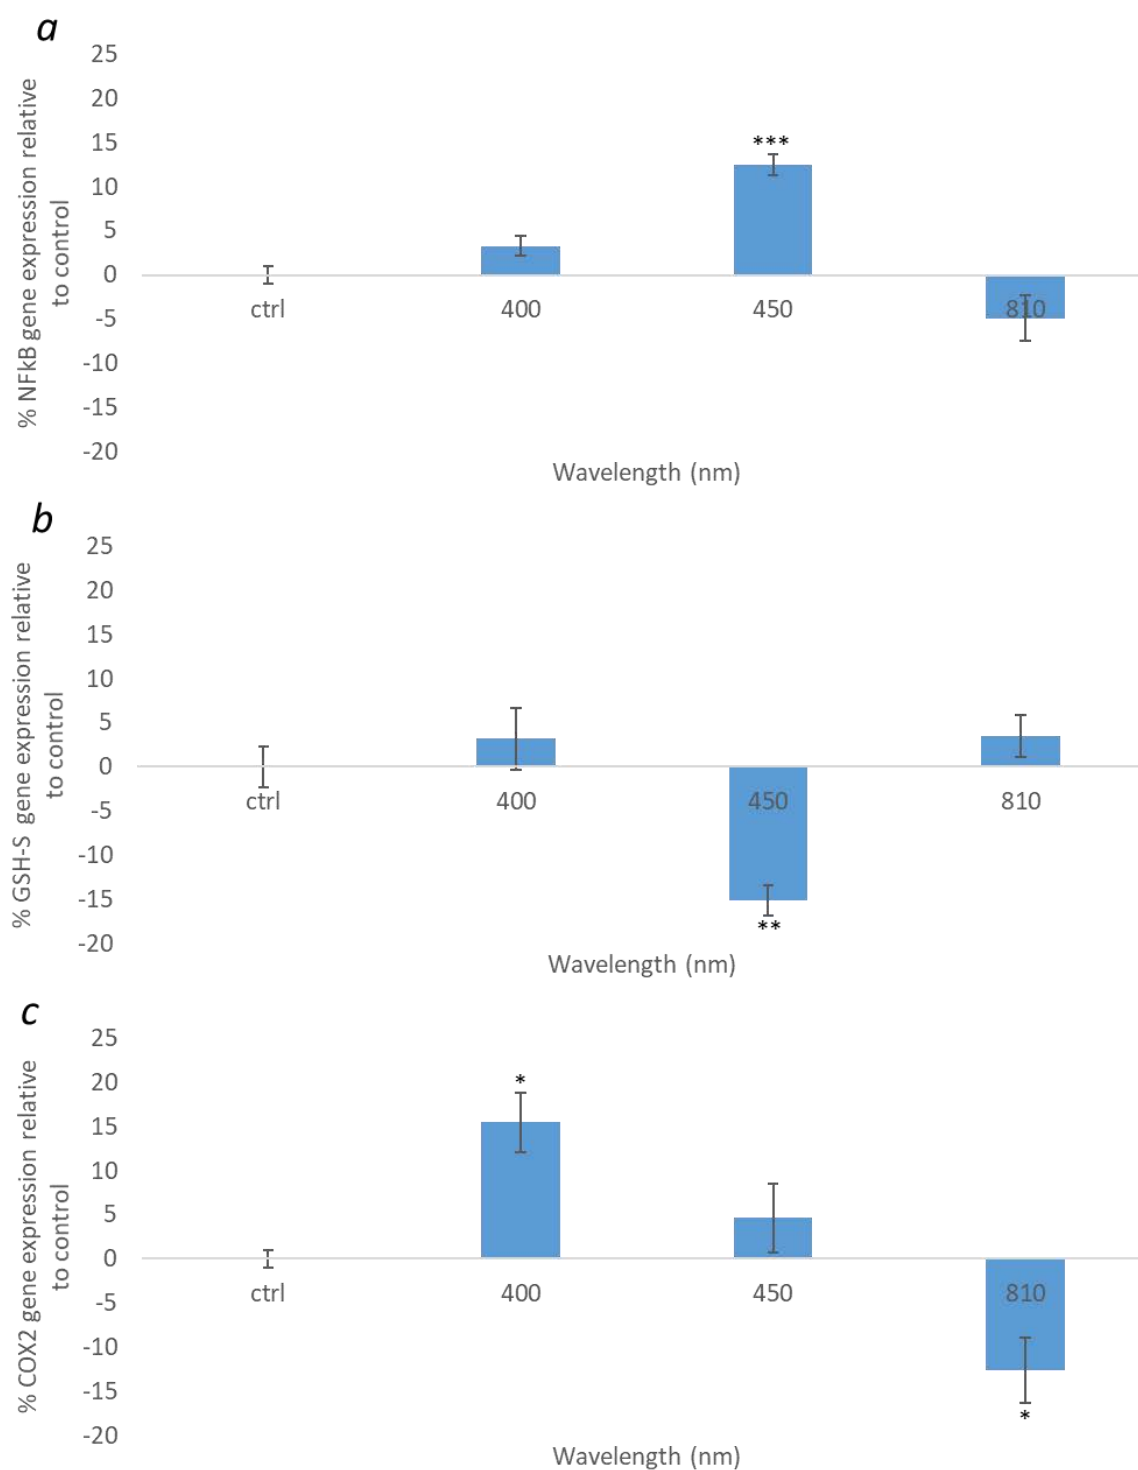 a
% NFkB gene expression relative
to control
25
20
15
10
5
0
-5
-10
-15
-20
***
ctrl 400 450 810
Wavelength (nm)
b
% GSH-S gene expression relative
to control
25
20
15
10
5
0
-5
-10
-15
-20
ctrl 400 450 810
**
Wavelength (nm)
c
% COX2 gene expression relative
to control
25
20
15
10
5
0
-5
-10
-15
-20
*
ctrl 400 450 810
*
Wavelength (nm)